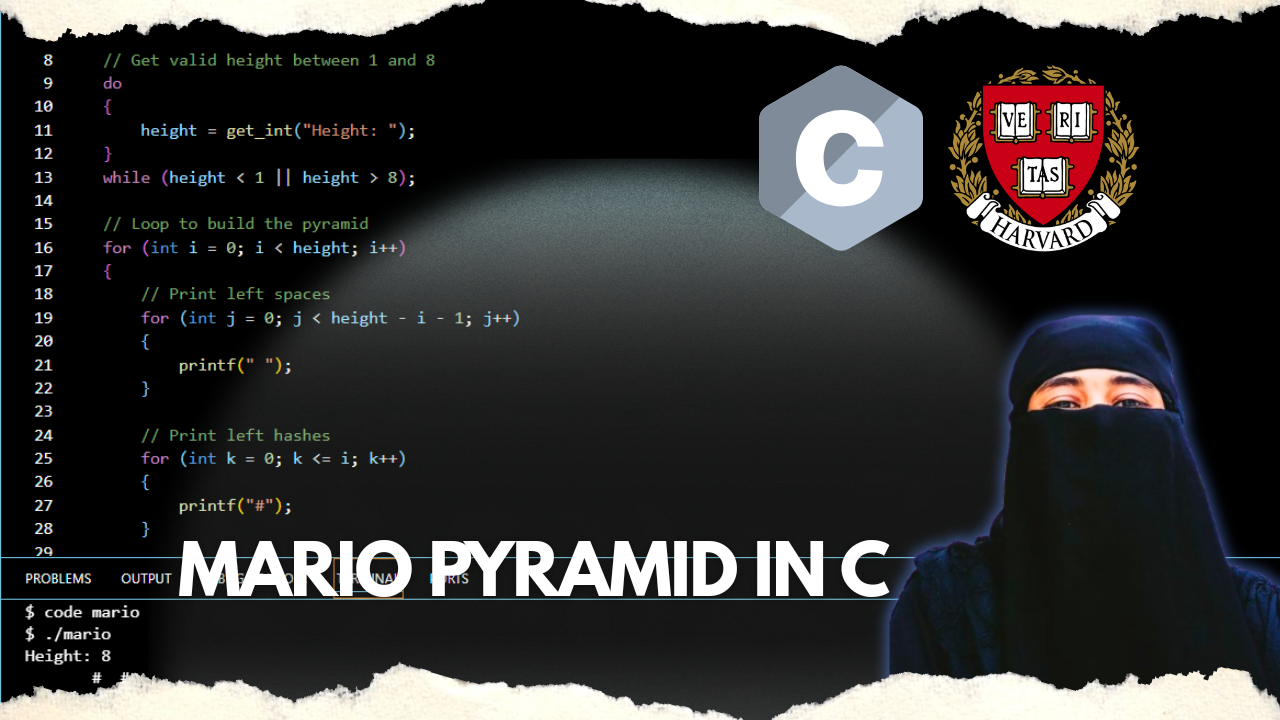 8 // Get valid height between 1 and 8
9 do
10 {
11 height = get_int("Height: ");
12 }
13 while (height < 1 || height > 8);
14
15 // Loop to build the pyramid
16 for (int i = 0; i < height; i++)
17 {
18 // Print left spaces
19 for (int j = 0; j < height - i - 1; j++)
20 {
21 printf(" ");
22 }
23
24 // Print left hashes
25 for (int k = 0; k <= i; k++)
26 {
27 printf("#");
28 }
29
C
VE RI
TAS
HARVARD
MARIO PYRAMID IN C
PROBLEMS OUTPUT TERMINAL PORTS
$ code mario
$ ./mario
Height: 8
# #